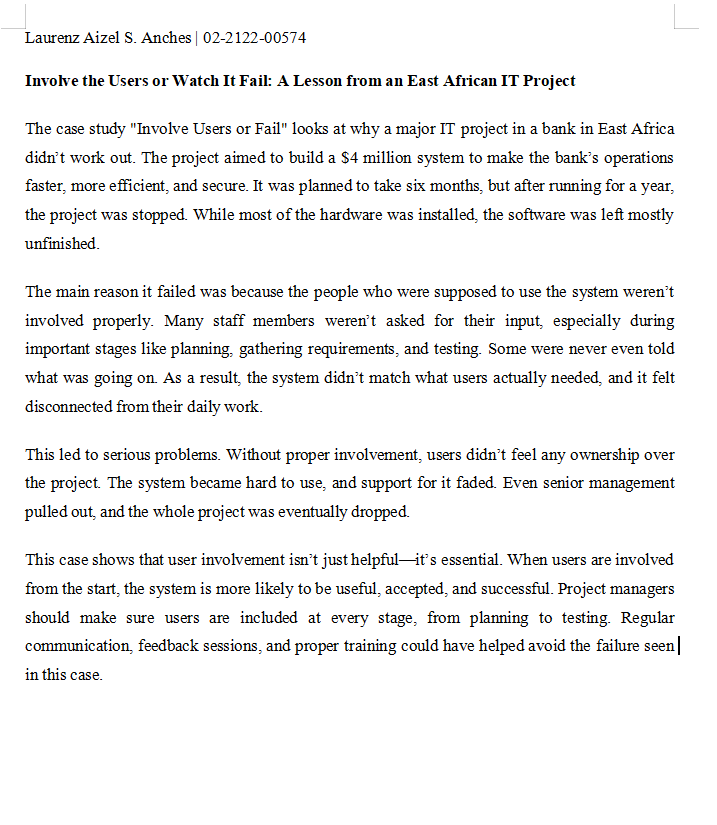 Laurenz Aizel S. Anches | 02-2122-00574
Involve the Users or Watch It Fail: A Lesson from an East African IT Project
The case study "Involve Users or Fail" looks at why a major IT project in a bank in East Africa
didn’t work out. The project aimed to build a $4 million system to make the bank’s operations
faster, more efficient, and secure. It was planned to take six months, but after running for a year,
the project was stopped. While most of the hardware was installed, the software was left mostly
unfinished.
The main reason it failed was because the people who were supposed to use the system weren’t
involved properly. Many staff members weren’t asked for their input, especially during
important stages like planning, gathering requirements, and testing. Some were never even told
what was going on. As a result, the system didn’t match what users actually needed, and it felt
disconnected from their daily work.
This led to serious problems. Without proper involvement, users didn’t feel any ownership over
the project. The system became hard to use, and support for it faded. Even senior management
pulled out, and the whole project was eventually dropped.
This case shows that user involvement isn’t just helpful—it’s essential. When users are involved
from the start, the system is more likely to be useful, accepted, and successful. Project managers
should make sure users are included at every stage, from planning to testing. Regular
communication, feedback sessions, and proper training could have helped avoid the failure seen
in this case.